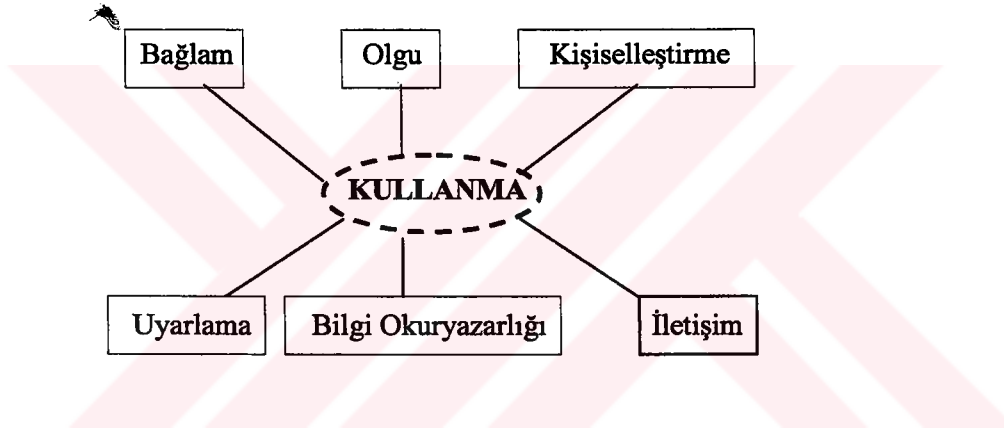 Bağlam
Olgu
Kişiselleştirme
KULLANMA
Uyarlama
Bilgi Okuryazarlığı
İletişim